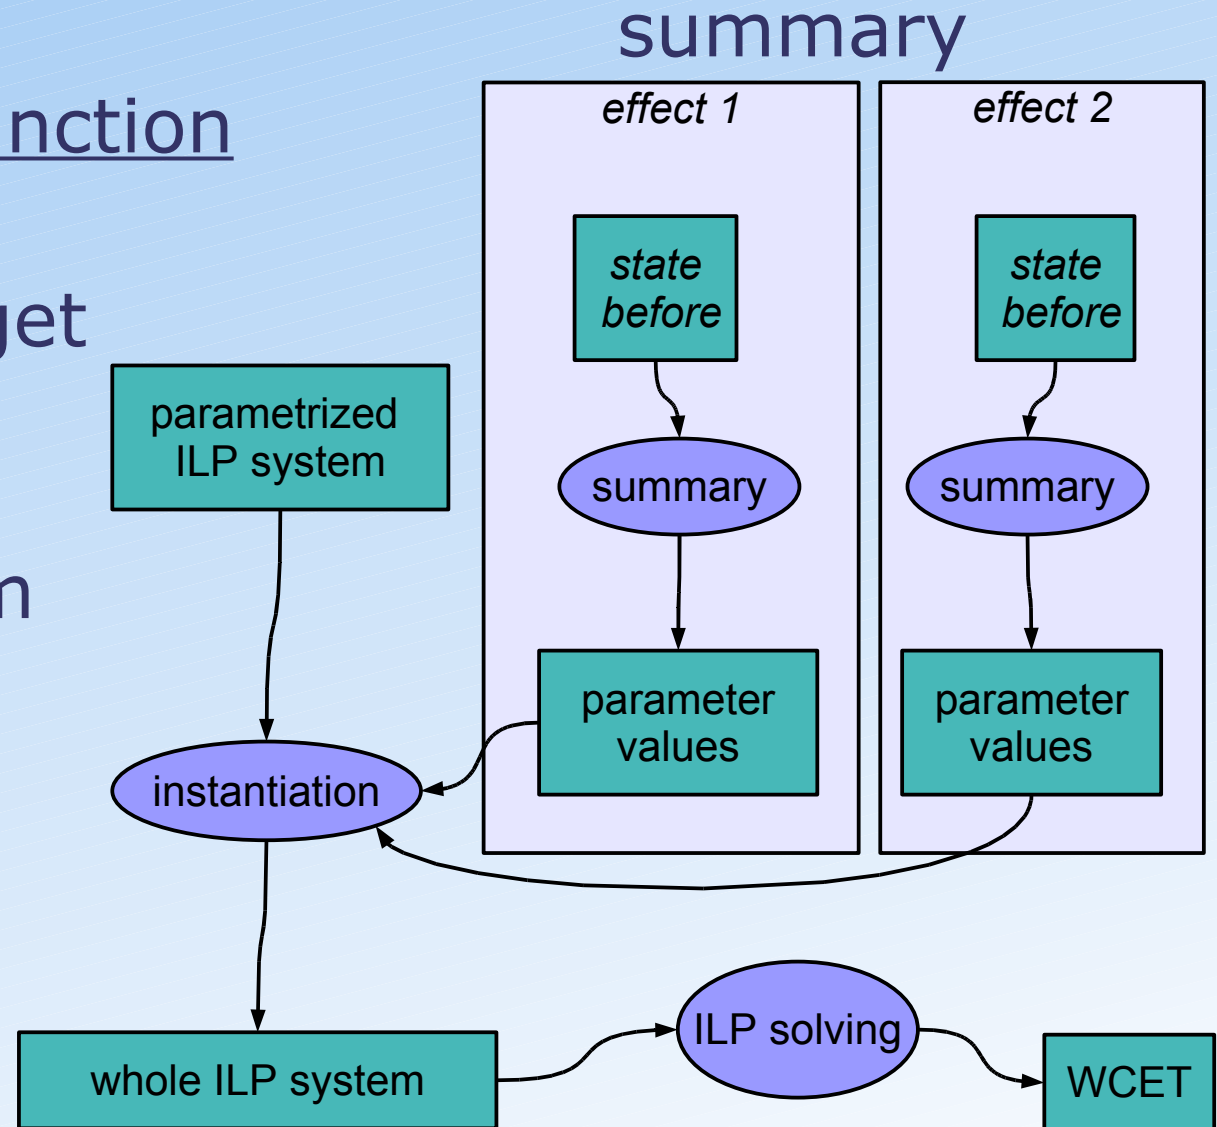 summary
effect 1
effect 2
nction
state
before
state
before
get
parametrized
ILP system
summary
summary
m
parameter
values
parameter
values
instantiation
ILP solving
whole ILP system
WCET